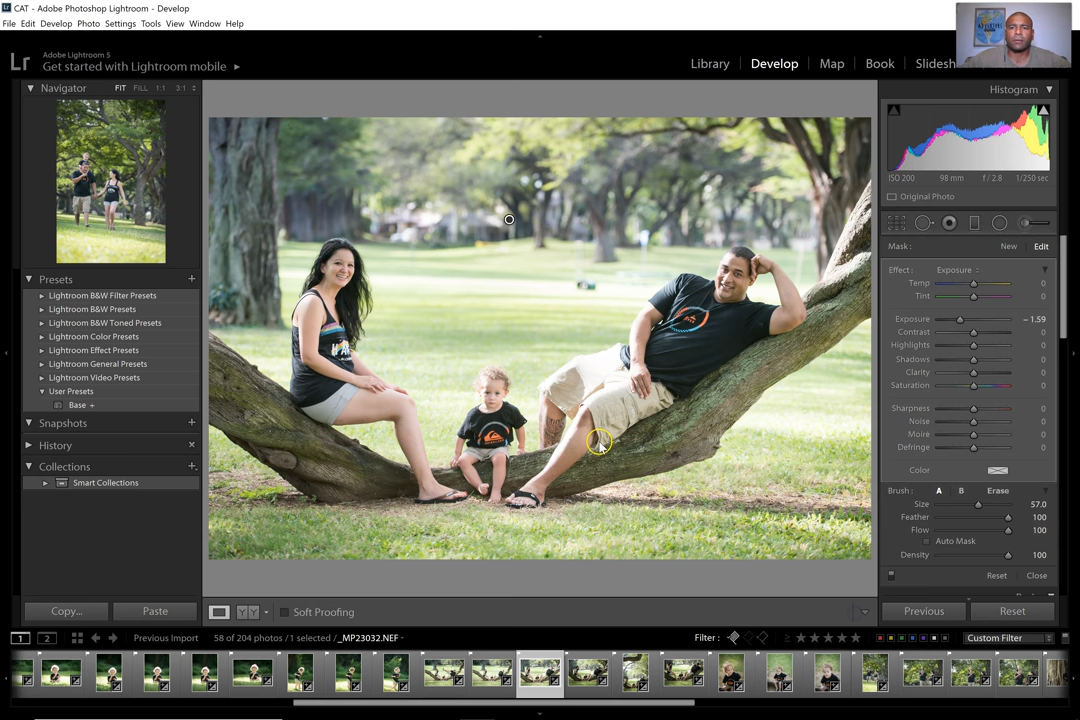 CAT - Adobe Photoshop Lightroom - Develop
File Edit Develop Photo Settings Tools View Window Help
Lr
Adobe Lightroom 5
Get started with Lightroom mobile
Library | Develop | Map | Book | Slidesh
Navigator FIT FILL 1:1 3:1
Presets +
Lightroom B&W Filter Presets
Lightroom B&W Presets
Lightroom B&W Toned Presets
Lightroom Color Presets
Lightroom Effect Presets
Lightroom General Presets
Lightroom Video Presets
User Presets
Base +
Snapshots +
History ×
Collections +
Smart Collections
Copy... Paste
Histogram
ISO 200 98 mm f / 2.8 1/250 sec
Original Photo
Mask: New Edit
Effect: Exposure
Temp 0
Tint 0
Exposure – 1.59
Contrast 0
Highlights 0
Shadows 0
Clarity 0
Saturation 0
Sharpness 0
Noise 0
Moire 0
Defringe 0
Color
Brush: A B Erase
Size 57.0
Feather 100
Flow 100
Auto Mask
Density 100
Reset Close
Previous Reset
YY Soft Proofing
1 2 Previous Import 58 of 204 photos / 1 selected / _MP23032.NEF Filter: ≥ ★★★★★ Custom Filter